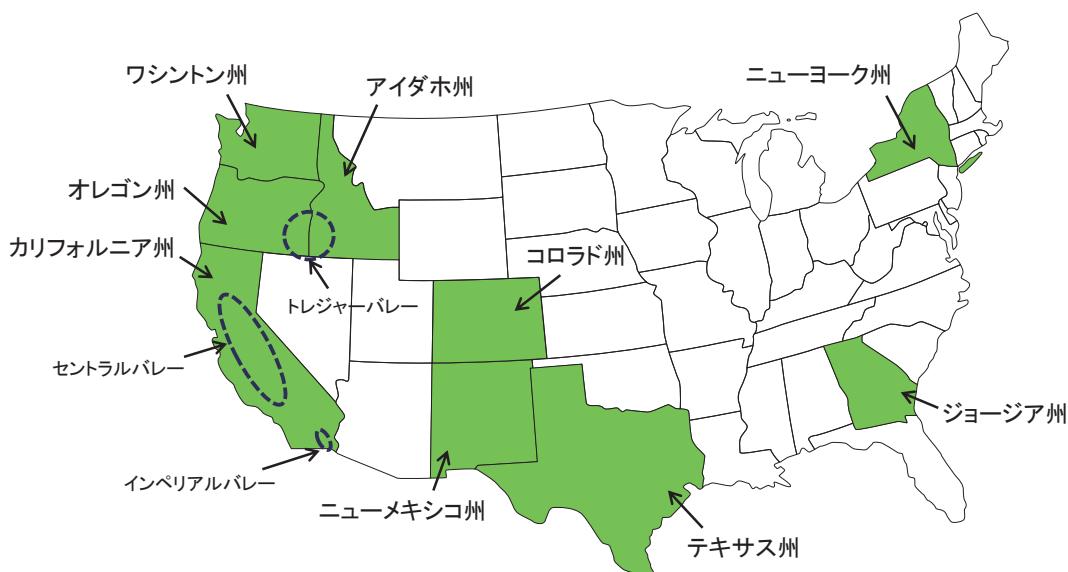 ワシントン州
アイダホ州
ニューヨーク州
オレゴン州
カリフォルニア州
コロラド州
トレジャーバレー
セントラルバレー
ジョージア州
インペリアルバレー
ニューメキシコ州
テキサス州